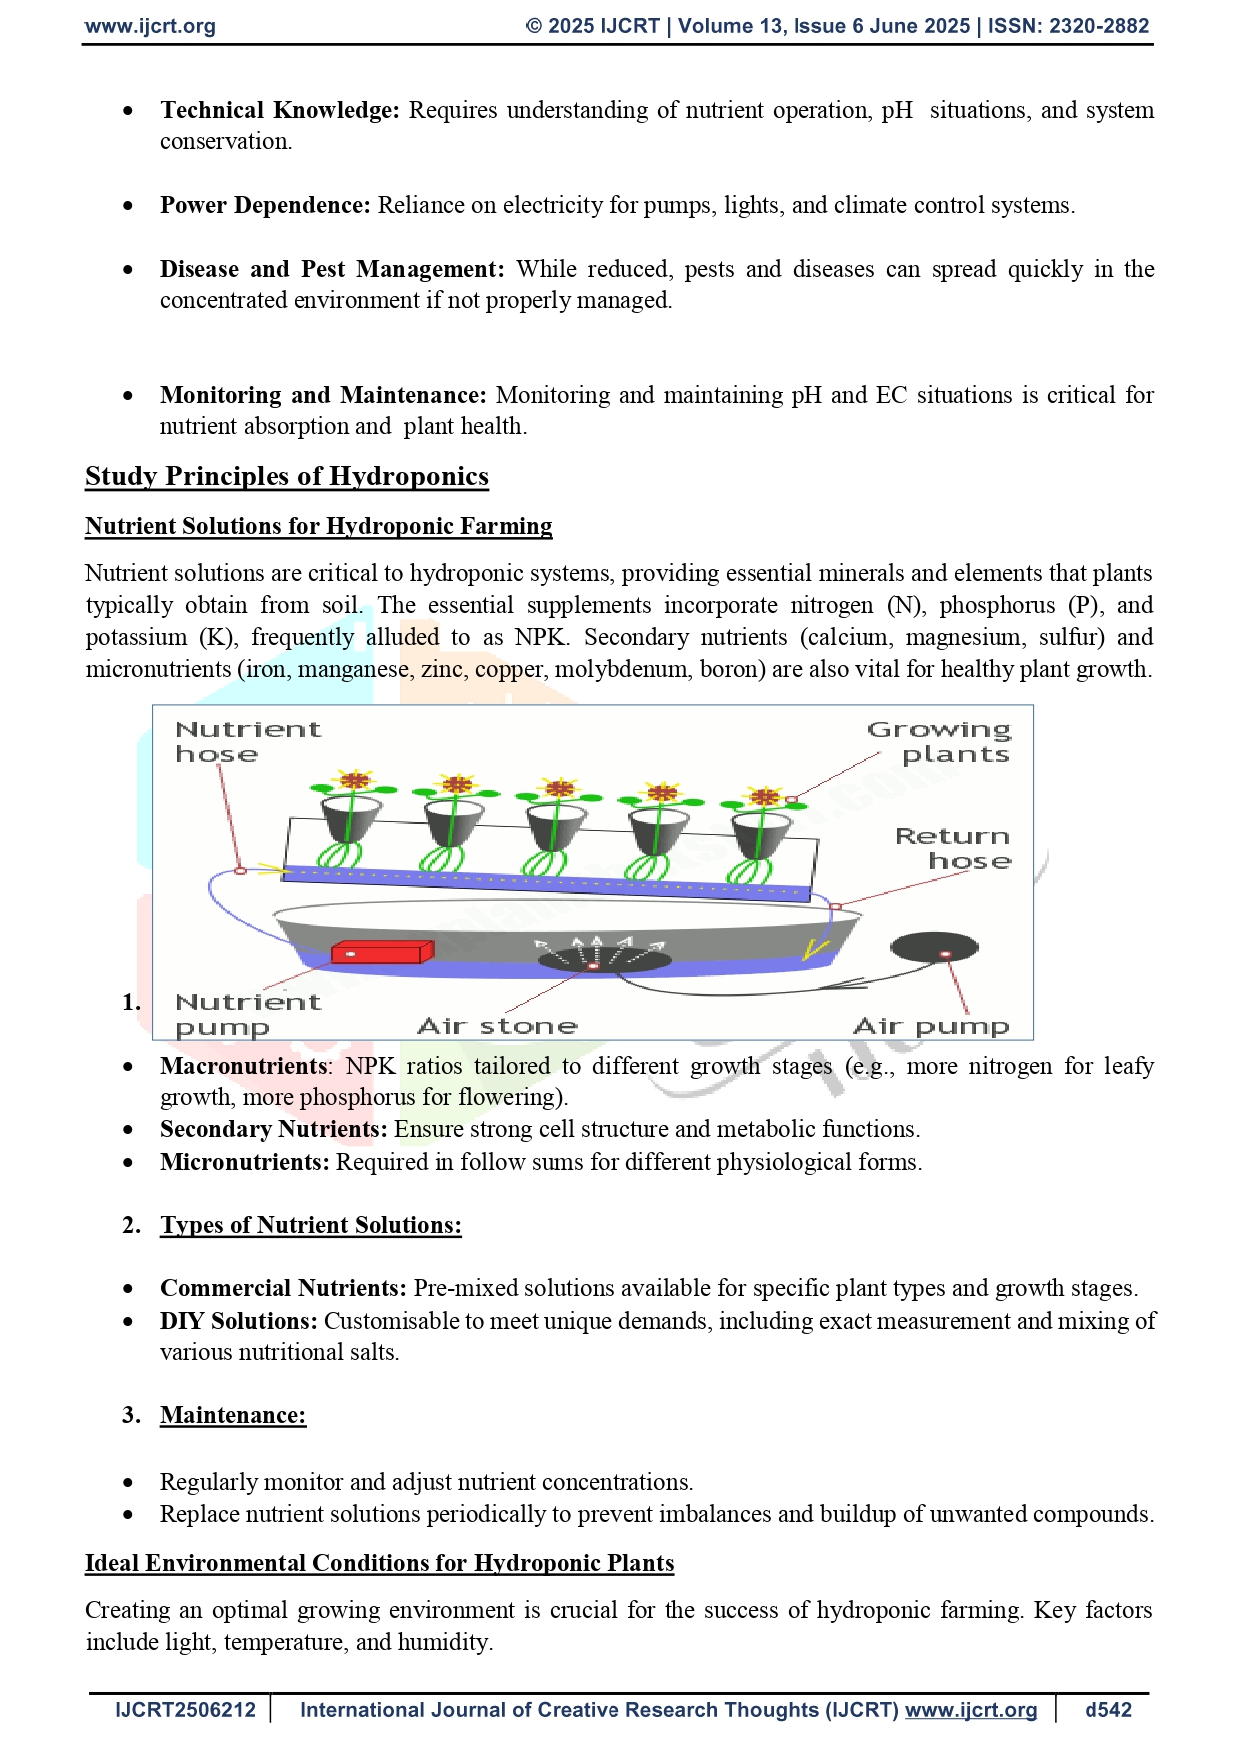 www.ijcrt.org © 2025 IJCRT | Volume 13, Issue 6 June 2025 | ISSN: 2320-2882
• Technical Knowledge: Requires understanding of nutrient operation, pH situations, and system
conservation.
• Power Dependence: Reliance on electricity for pumps, lights, and climate control systems.
• Disease and Pest Management: While reduced, pests and diseases can spread quickly in the
concentrated environment if not properly managed.
• Monitoring and Maintenance: Monitoring and maintaining pH and EC situations is critical for
nutrient absorption and plant health.
Study Principles of Hydroponics
Nutrient Solutions for Hydroponic Farming
Nutrient solutions are critical to hydroponic systems, providing essential minerals and elements that plants
typically obtain from soil. The essential supplements incorporate nitrogen (N), phosphorus (P), and
potassium (K), frequently alluded to as NPK. Secondary nutrients (calcium, magnesium, sulfur) and
micronutrients (iron, manganese, zinc, copper, molybdenum, boron) are also vital for healthy plant growth.
Nutrient
hose
Growing
plants
Return
hose
1.
Nutrient
pump
Air stone
Air pump
• Macronutrients: NPK ratios tailored to different growth stages (e.g., more nitrogen for leafy
growth, more phosphorus for flowering).
• Secondary Nutrients: Ensure strong cell structure and metabolic functions.
• Micronutrients: Required in follow sums for different physiological forms.
2. Types of Nutrient Solutions:
• Commercial Nutrients: Pre-mixed solutions available for specific plant types and growth stages.
• DIY Solutions: Customisable to meet unique demands, including exact measurement and mixing of
various nutritional salts.
3. Maintenance:
• Regularly monitor and adjust nutrient concentrations.
• Replace nutrient solutions periodically to prevent imbalances and buildup of unwanted compounds.
Ideal Environmental Conditions for Hydroponic Plants
Creating an optimal growing environment is crucial for the success of hydroponic farming. Key factors
include light, temperature, and humidity.
IJCRT2506212 International Journal of Creative Research Thoughts (IJCRT) www.ijcrt.org d542